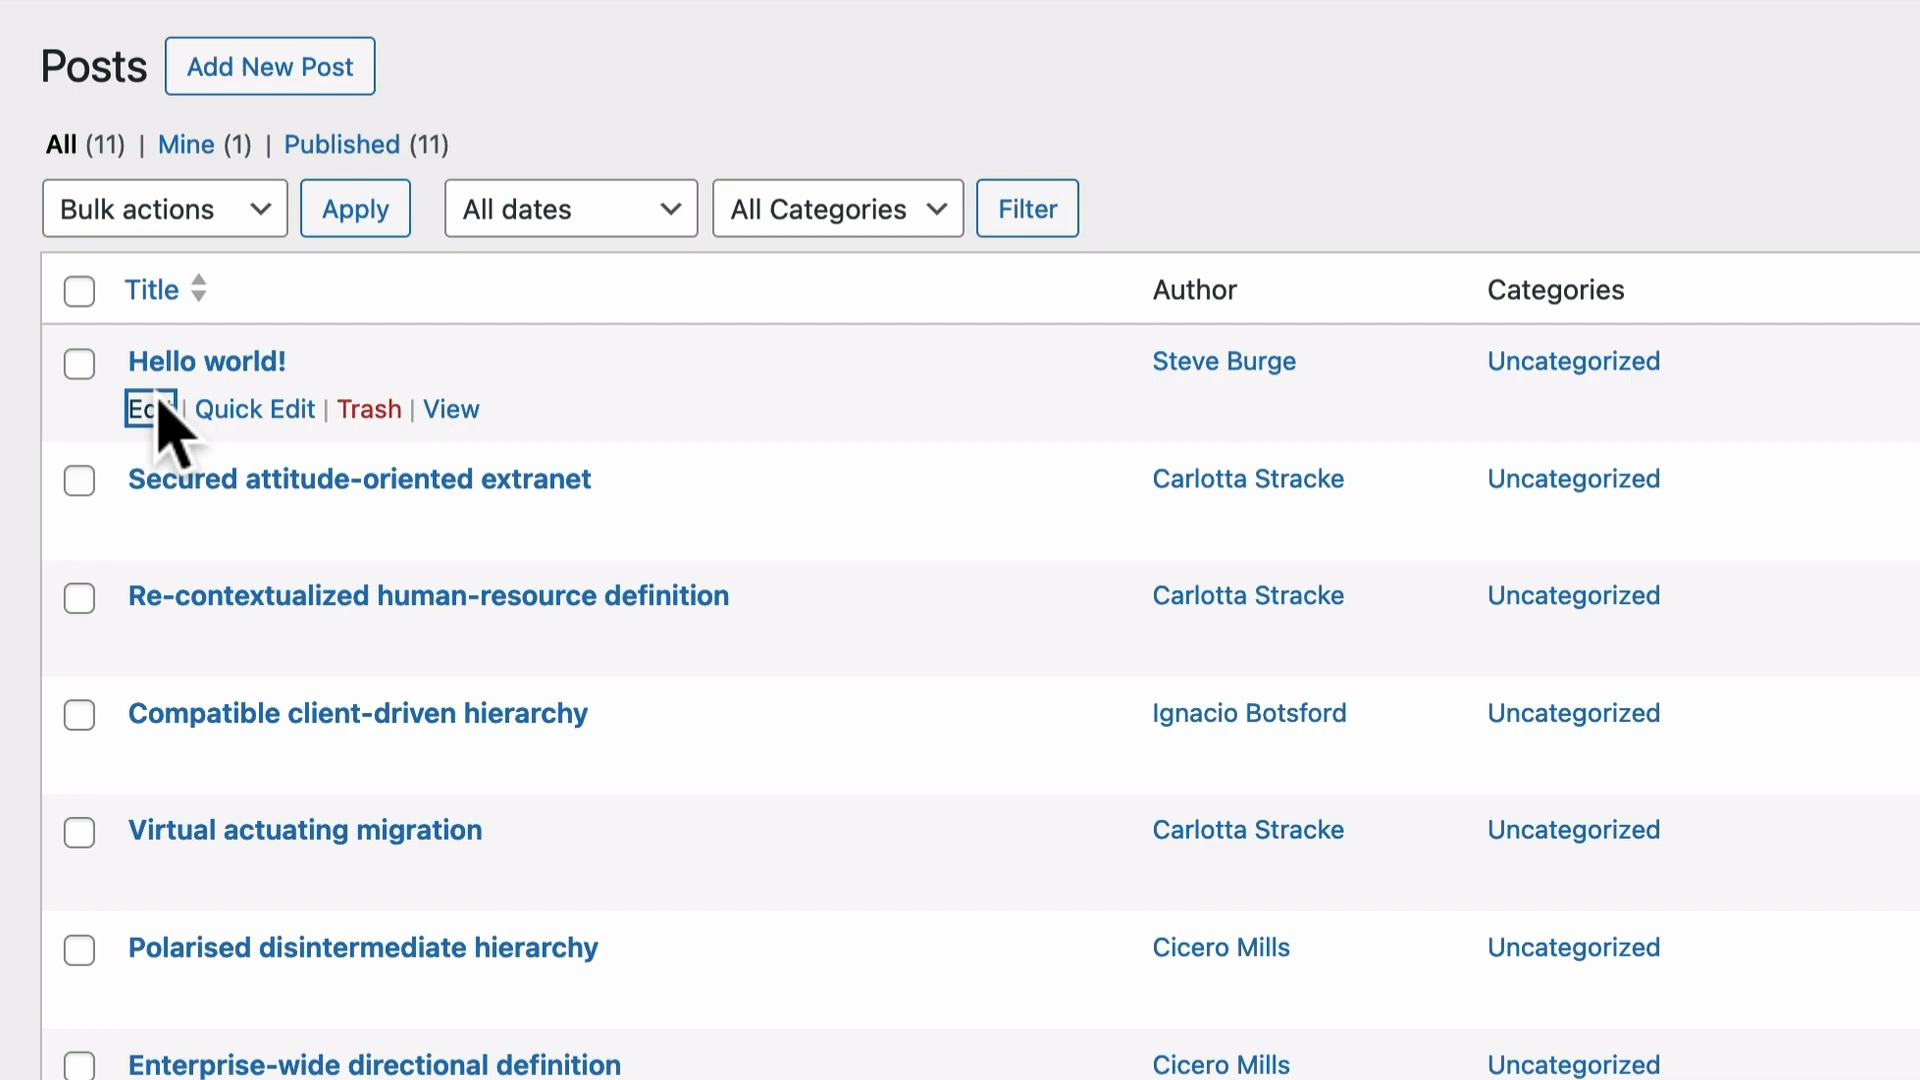 Posts Add New Post
All (11) | Mine (1) | Published (11)
Bulk actions Apply All dates All Categories Filter
Title Author Categories
Hello world! Steve Burge Uncategorized
| Quick Edit | Trash | View
Secured attitude-oriented extranet Carlotta Stracke Uncategorized
Re-contextualized human-resource definition Carlotta Stracke Uncategorized
Compatible client-driven hierarchy Ignacio Botsford Uncategorized
Virtual actuating migration Carlotta Stracke Uncategorized
Polarised disintermediate hierarchy Cicero Mills Uncategorized
Enterprise-wide directional definition Cicero Mills Uncategorized